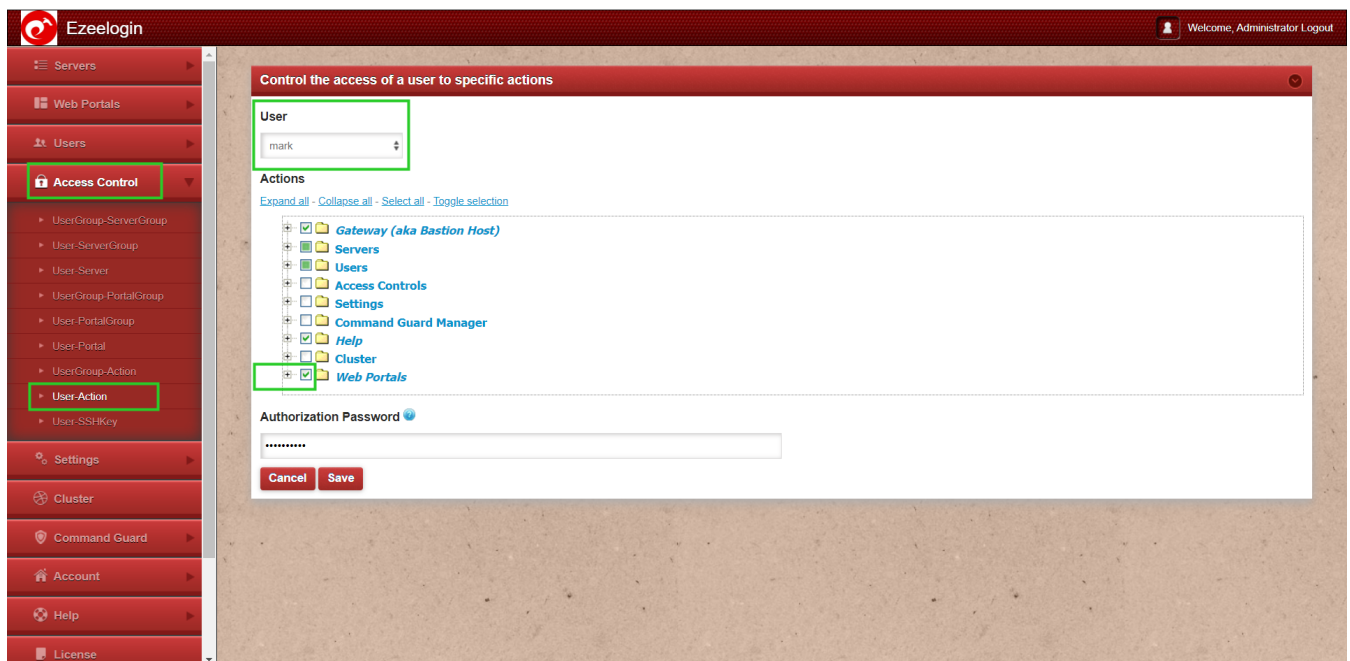 Ezeelogin
Welcome, Administrator Logout
Servers
Web Portals
Users
Access Control
UserGroup-ServerGroup
User-ServerGroup
User-Server
UserGroup-PortalGroup
User-PortalGroup
User-Portal
UserGroup-Action
User-Action
User-SSHKey
Settings
Cluster
Command Guard
Account
Help
License
Control the access of a user to specific actions
User
mark
Actions
Expand all - Collapse all - Select all - Toggle selection
Gateway (aka Bastion Host)
Servers
Users
Access Controls
Settings
Command Guard Manager
Help
Cluster
Web Portals
Authorization Password
••••••••••
Cancel Save